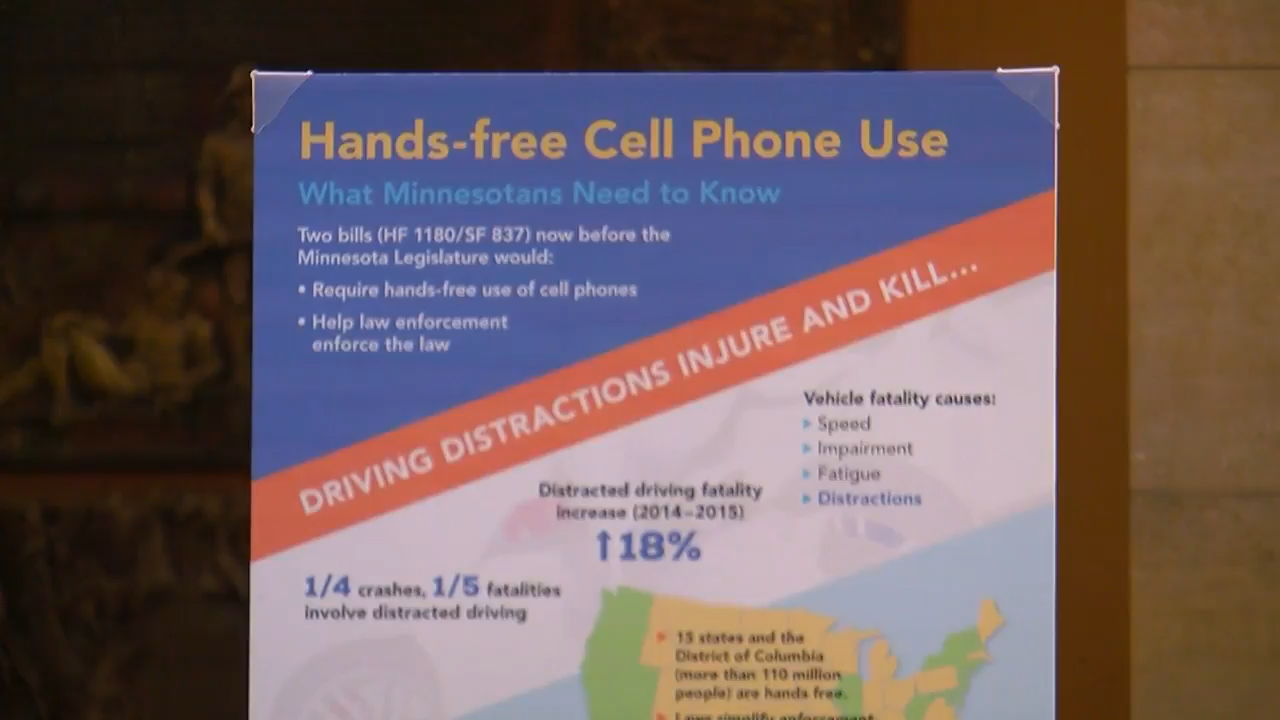 Hands-free Cell Phone Use
What Minnesotans Need to Know
Two bills (HF 1180/SF 837) now before the
Minnesota Legislature would:
• Require hands-free use of cell phones
• Help law enforcement
enforce the law
DRIVING DISTRACTIONS INJURE AND KILL...
Vehicle fatality causes:
▸ Speed
▸ Impairment
▸ Fatigue
▸ Distractions
Distracted driving fatality
increase (2014–2015)
↑18%
1/4 crashes, 1/5 fatalities
involve distracted driving
▸ 15 states and the
District of Columbia
(more than 110 million
people) are hands free.
▸ Laws simplify enforcement